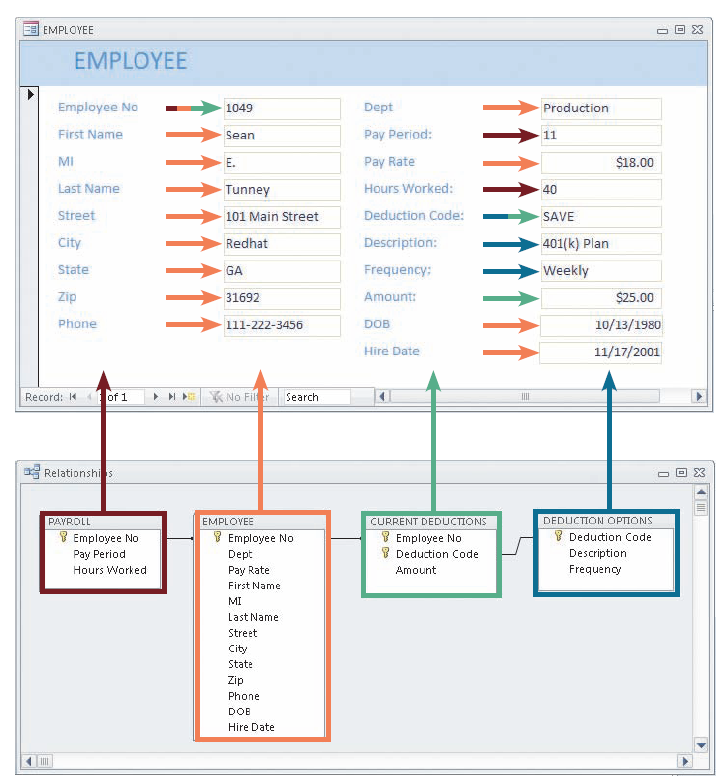 EMPLOYEE
EMPLOYEE
Employee No 1049
First Name Sean
MI E.
Last Name Tunney
Street 101 Main Street
City Redhat
State GA
Zip 31692
Phone 111-222-3456
Dept Production
Pay Period: 11
Pay Rate $18.00
Hours Worked: 40
Deduction Code: SAVE
Description: 401(k) Plan
Frequency: Weekly
Amount: $25.00
DOB 10/13/1980
Hire Date 11/17/2001
Record: of 1 No Filter Search
Relationships
PAYROLL
Employee No
Pay Period
Hours Worked
EMPLOYEE
Employee No
Dept
Pay Rate
First Name
MI
Last Name
Street
City
State
Zip
Phone
DOB
Hire Date
CURRENT DEDUCTIONS
Employee No
Deduction Code
Amount
DEDUCTION OPTIONS
Deduction Code
Description
Frequency